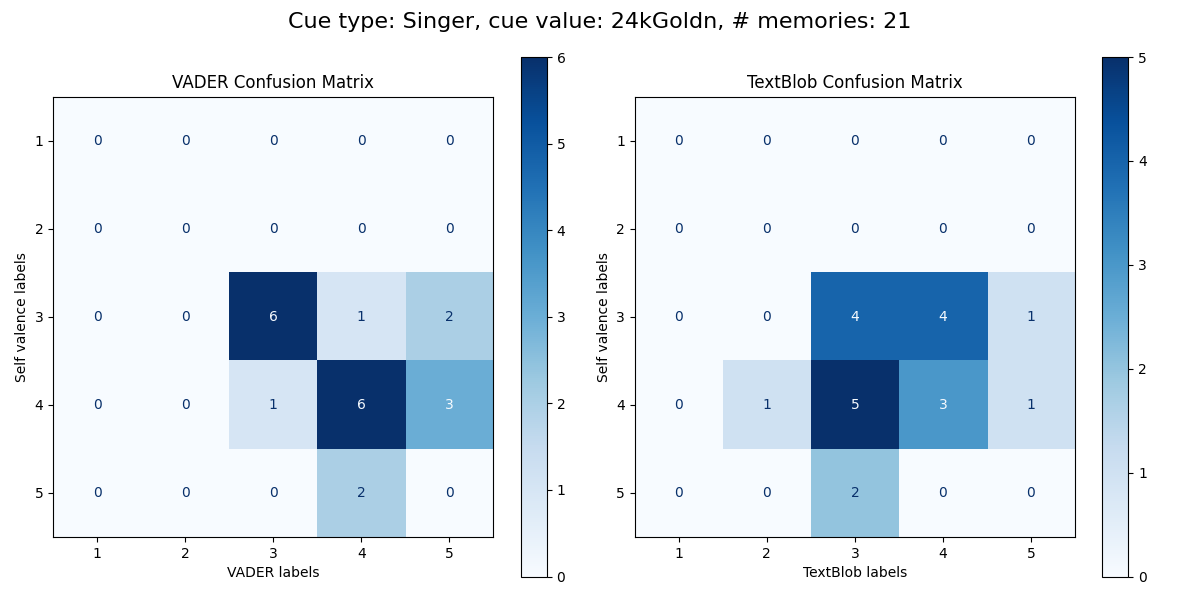 Cue type: Singer, cue value: 24kGoldn, # memories: 21
VADER Confusion Matrix
Self valence labels
1 0 0 0 0 0
2 0 0 0 0 0
3 0 0 6 1 2
4 0 0 1 6 3
5 0 0 0 2 0
1 2 3 4 5
VADER labels
6
5
4
3
2
1
0
TextBlob Confusion Matrix
Self valence labels
1 0 0 0 0 0
2 0 0 0 0 0
3 0 0 4 4 1
4 0 1 5 3 1
5 0 0 2 0 0
1 2 3 4 5
TextBlob labels
5
4
3
2
1
0